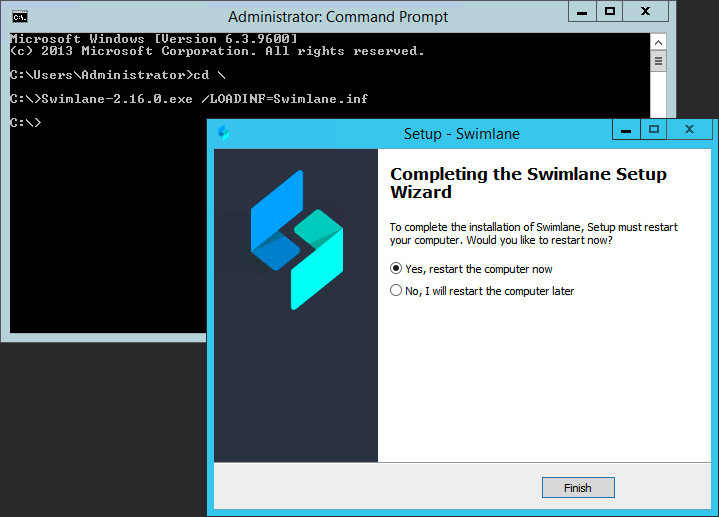 Administrator: Command Prompt
Microsoft Windows [Version 6.3.9600]
(c) 2013 Microsoft Corporation. All rights reserved.
C:\Users\Administrator>cd \
C:\>Swimlane-2.16.0.exe /LOADINF=Swimlane.inf
C:\>
Setup - Swimlane
Completing the Swimlane Setup
Wizard
To complete the installation of Swimlane, Setup must restart
your computer. Would you like to restart now?
Yes, restart the computer now
No, I will restart the computer later
Finish